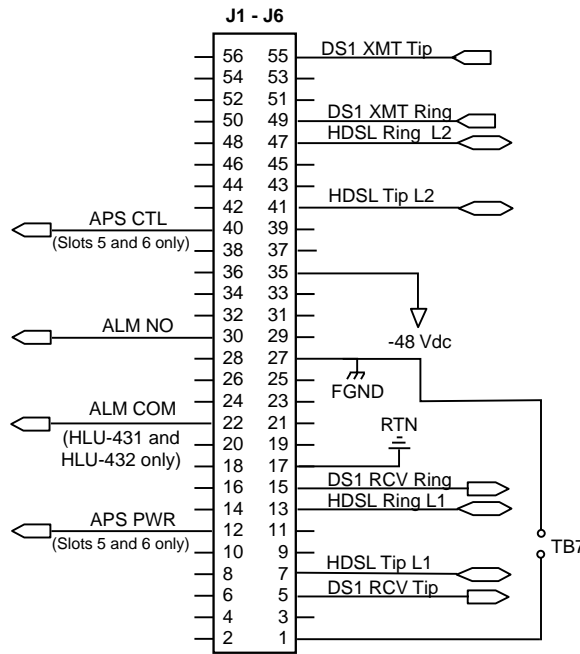 J1 - J6
56 55 DS1 XMT Tip
54 53
52 51
50 49 DS1 XMT Ring
48 47 HDSL Ring L2
46 45
44 43
42 41 HDSL Tip L2
APS CTL 40 39
(Slots 5 and 6 only) 38 37
36 35
34 33
32 31
-48 Vdc
ALM NO 30 29
28 27
FGND
26 25
24 23
ALM COM 22 21
RTN
(HLU-431 and
HLU-432 only)
20 19
18 17
16 15 DS1 RCV Ring
14 13 HDSL Ring L1
APS PWR 12 11
(Slots 5 and 6 only) 10 9
TB7
8 7 HDSL Tip L1
6 5 DS1 RCV Tip
4 3
2 1